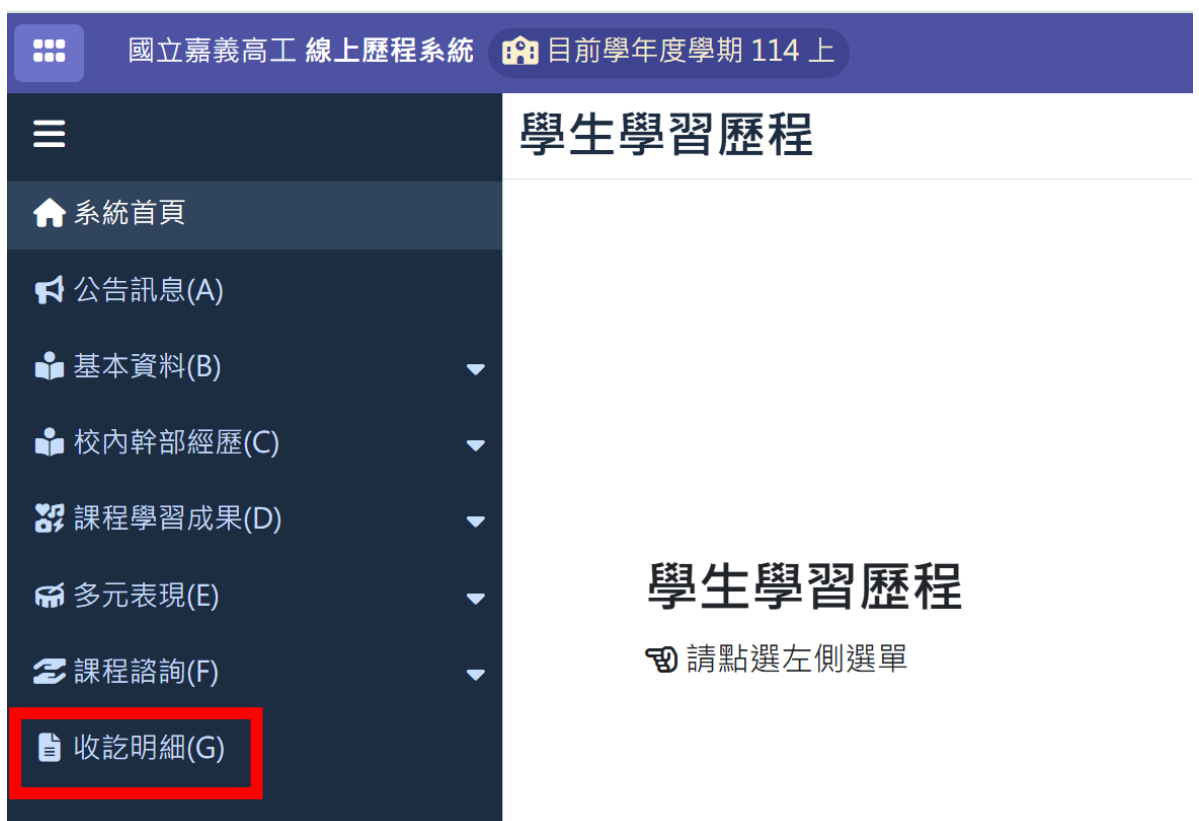 國立嘉義高工 線上歷程系統 目前學年度學期 114 上
學生學習歷程
系統首頁
公告訊息(A)
基本資料(B)
校內幹部經歷(C)
課程學習成果(D)
多元表現(E)
課程諮詢(F)
收訖明細(G)
學生學習歷程
請點選左側選單